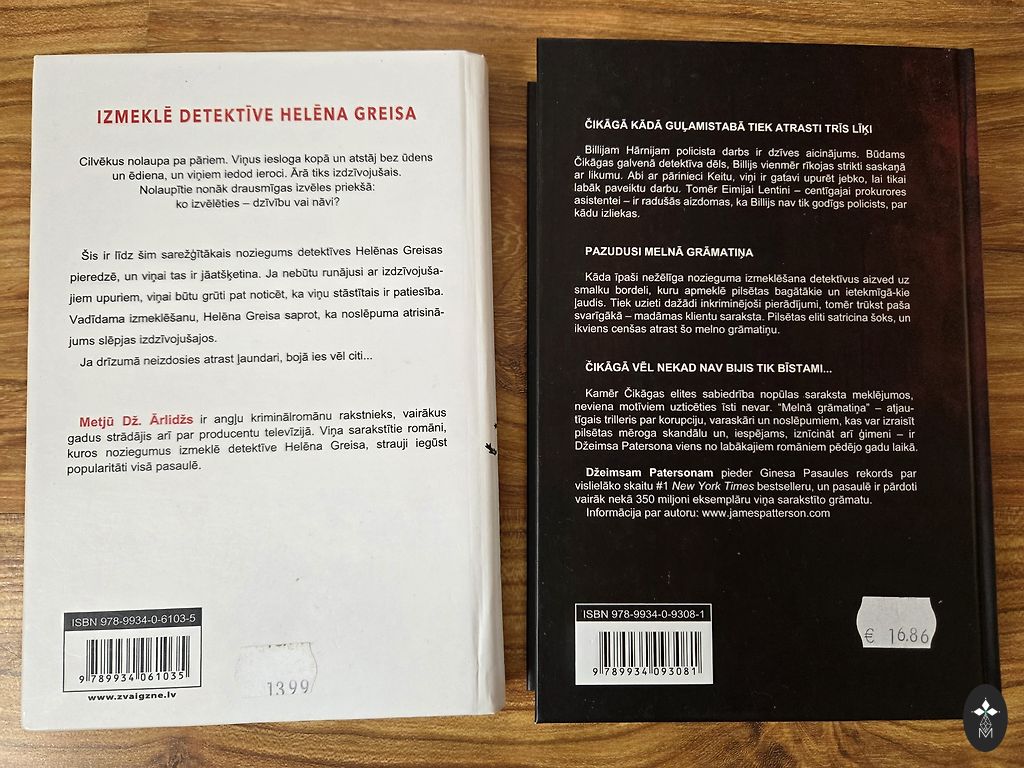 IZMEKLĒ DETEKTĪVE HELĒNA GREISA
Cilvēkus nolaupa pa pāriem. Viņus iesloga kopā un atstāj bez ūdens
un ēdiena, un viņiem iedod ieroci. Ārā tiks izdzīvojušais.
Nolaupītie nonāk drausmīgas izvēles priekšā:
ko izvēlēties – dzīvību vai nāvi?
Šis ir līdz šim sarežģītākais noziegums detektīves Helēnas Greisas
pieredzē, un viņai tas ir jāatšķetina. Ja nebūtu runājusi ar izdzīvojuša-
jiem upuriem, viņai būtu grūti pat noticēt, ka viņu stāstītais ir patiesība.
Vadīdama izmeklēšanu, Helēna Greisa saprot, ka noslēpuma atrisinā-
jums slēpjas izdzīvojušajos.
Ja drīzumā neizdosies atrast ļaundari, bojā ies vēl citi...
Metjū Dž. Ārlidžs ir angļu kriminālromānu rakstnieks, vairākus
gadus strādājis arī par producentu televīzijā. Viņa sarakstītie romāni,
kuros noziegumus izmeklē detektīve Helēna Greisa, strauji iegūst
popularitāti visā pasaulē.
ISBN 978-9934-0-6103-5
9 789934 061035
www.zvaigzne.lv
13.99
ČIKĀGĀ KĀDĀ GUĻAMISTABĀ TIEK ATRASTI TRĪS LĪĶI
Billijam Hārnijam policista darbs ir dzīves aicinājums. Būdams
Čikāgas galvenā detektīva dēls, Billijs vienmēr rīkojas strikti saskaņā
ar likumu. Abi ar pārinieci Keitu, viņi ir gatavi upurēt jebko, lai tikai
labāk paveiktu darbu. Tomēr Eimijai Lentini – centīgajai prokurores
asistentei – ir radušās aizdomas, ka Billijs nav tik godīgs policists, par
kādu izliekas.
PAZUDUSI MELNĀ GRĀMATIŅA
Kāda īpaši nežēlīga nozieguma izmeklēšana detektīvus aizved uz
smalku bordeli, kuru apmeklē pilsētas bagātākie un ietekmīgā-kie
ļaudis. Tiek uzieti dažādi inkriminējoši pierādījumi, tomēr trūkst paša
svarīgākā – madāmas klientu saraksta. Pilsētas eliti satricina šoks, un
ikviens cenšas atrast šo melno grāmatiņu.
ČIKĀGĀ VĒL NEKAD NAV BIJIS TIK BĪSTAMI...
Kamēr Čikāgas elites sabiedrība nopūlas saraksta meklējumos,
neviena motīviem uzticēties īsti nevar. "Melnā grāmatiņa" – atjau-
tīgais trilleris par korupciju, varaskāri un noslēpumiem, kas var izraisīt
pilsētas mēroga skandālu un, iespējams, iznīcināt arī ģimeni – ir
Džeimsa Patersona viens no labākajiem romāniem pēdējo gadu laikā.
Džeimsam Patersonam pieder Ginesa Pasaules rekords par
vislielāko skaitu #1 New York Times bestselleru, un pasaulē ir pārdoti
vairāk nekā 350 miljoni eksemplāru viņa sarakstīto grāmatu.
Informācija par autoru: www.jamespatterson.com
ISBN 978-9934-0-9308-1
9 789934 093081
€ 16.86
M